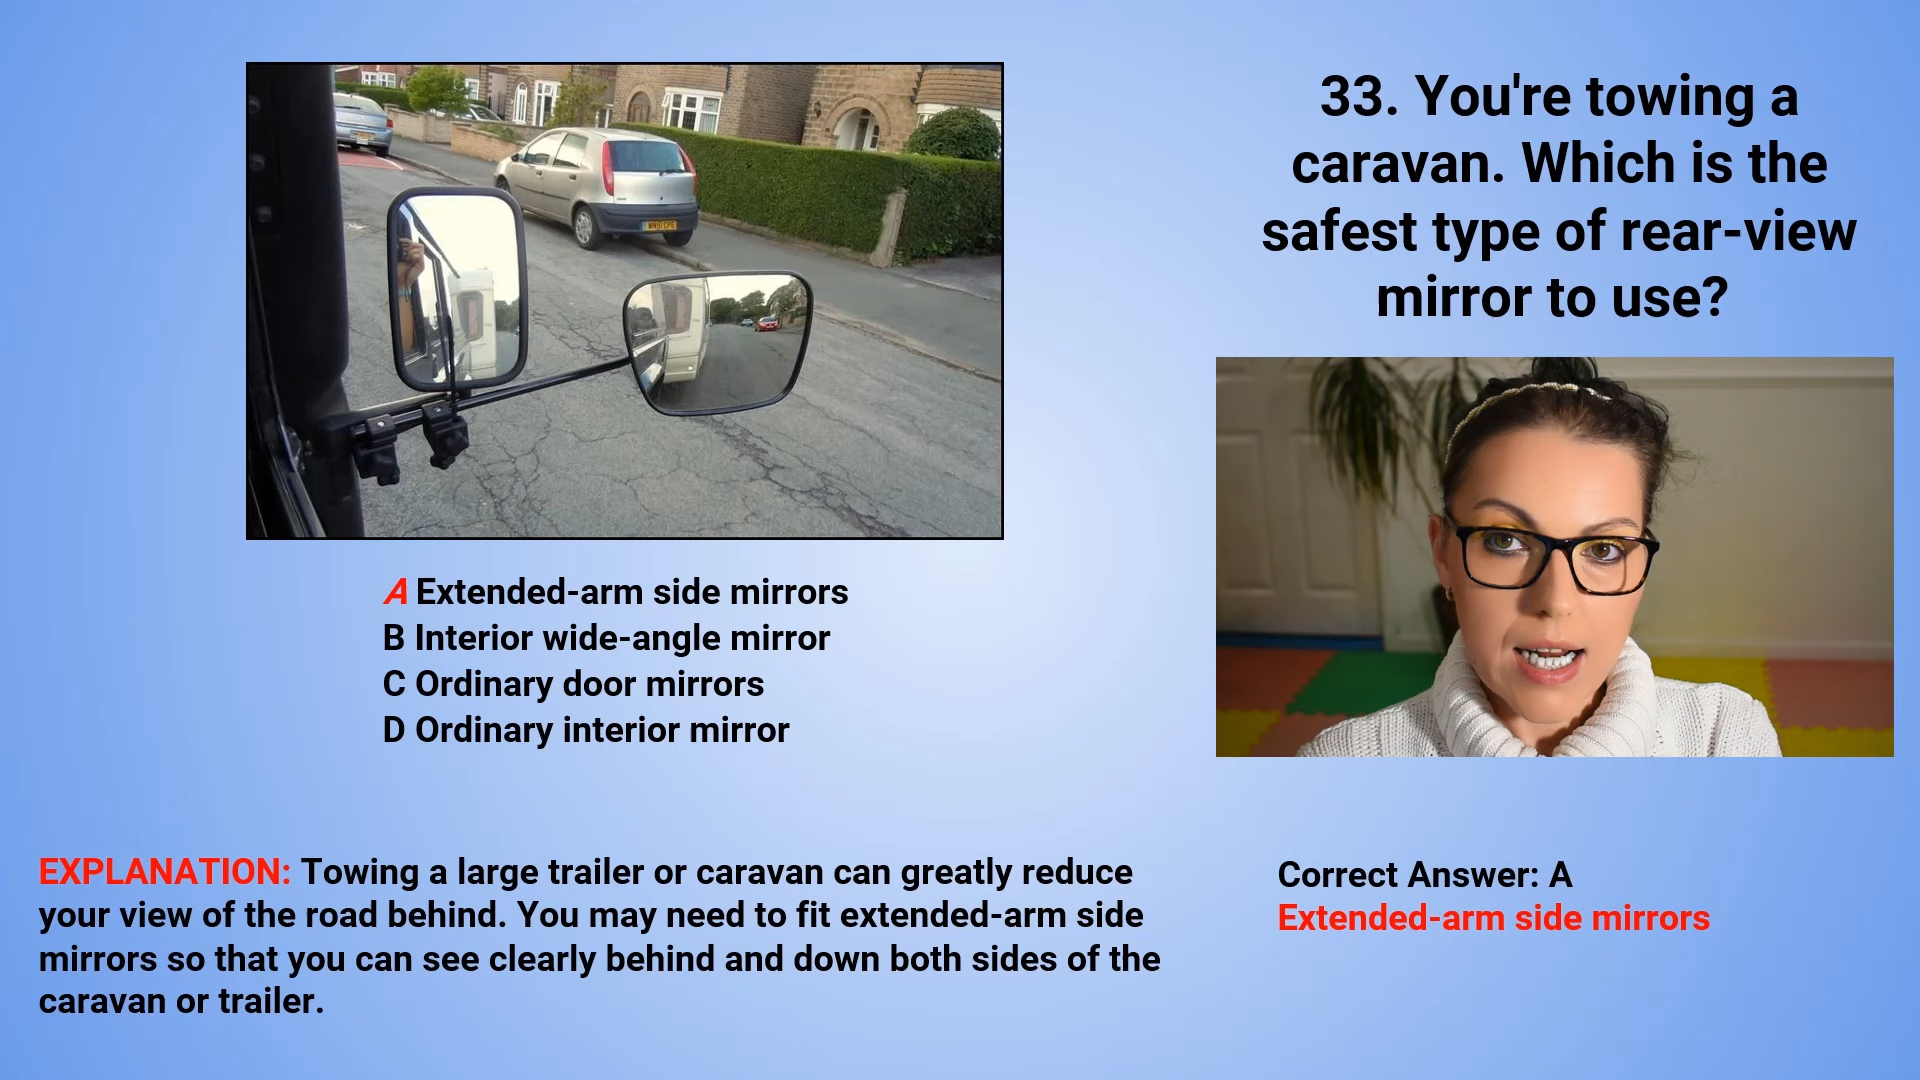 33. You're towing a
caravan. Which is the
safest type of rear-view
mirror to use?
A Extended-arm side mirrors
B Interior wide-angle mirror
C Ordinary door mirrors
D Ordinary interior mirror
EXPLANATION: Towing a large trailer or caravan can greatly reduce
your view of the road behind. You may need to fit extended-arm side
mirrors so that you can see clearly behind and down both sides of the
caravan or trailer.
Correct Answer: A
Extended-arm side mirrors